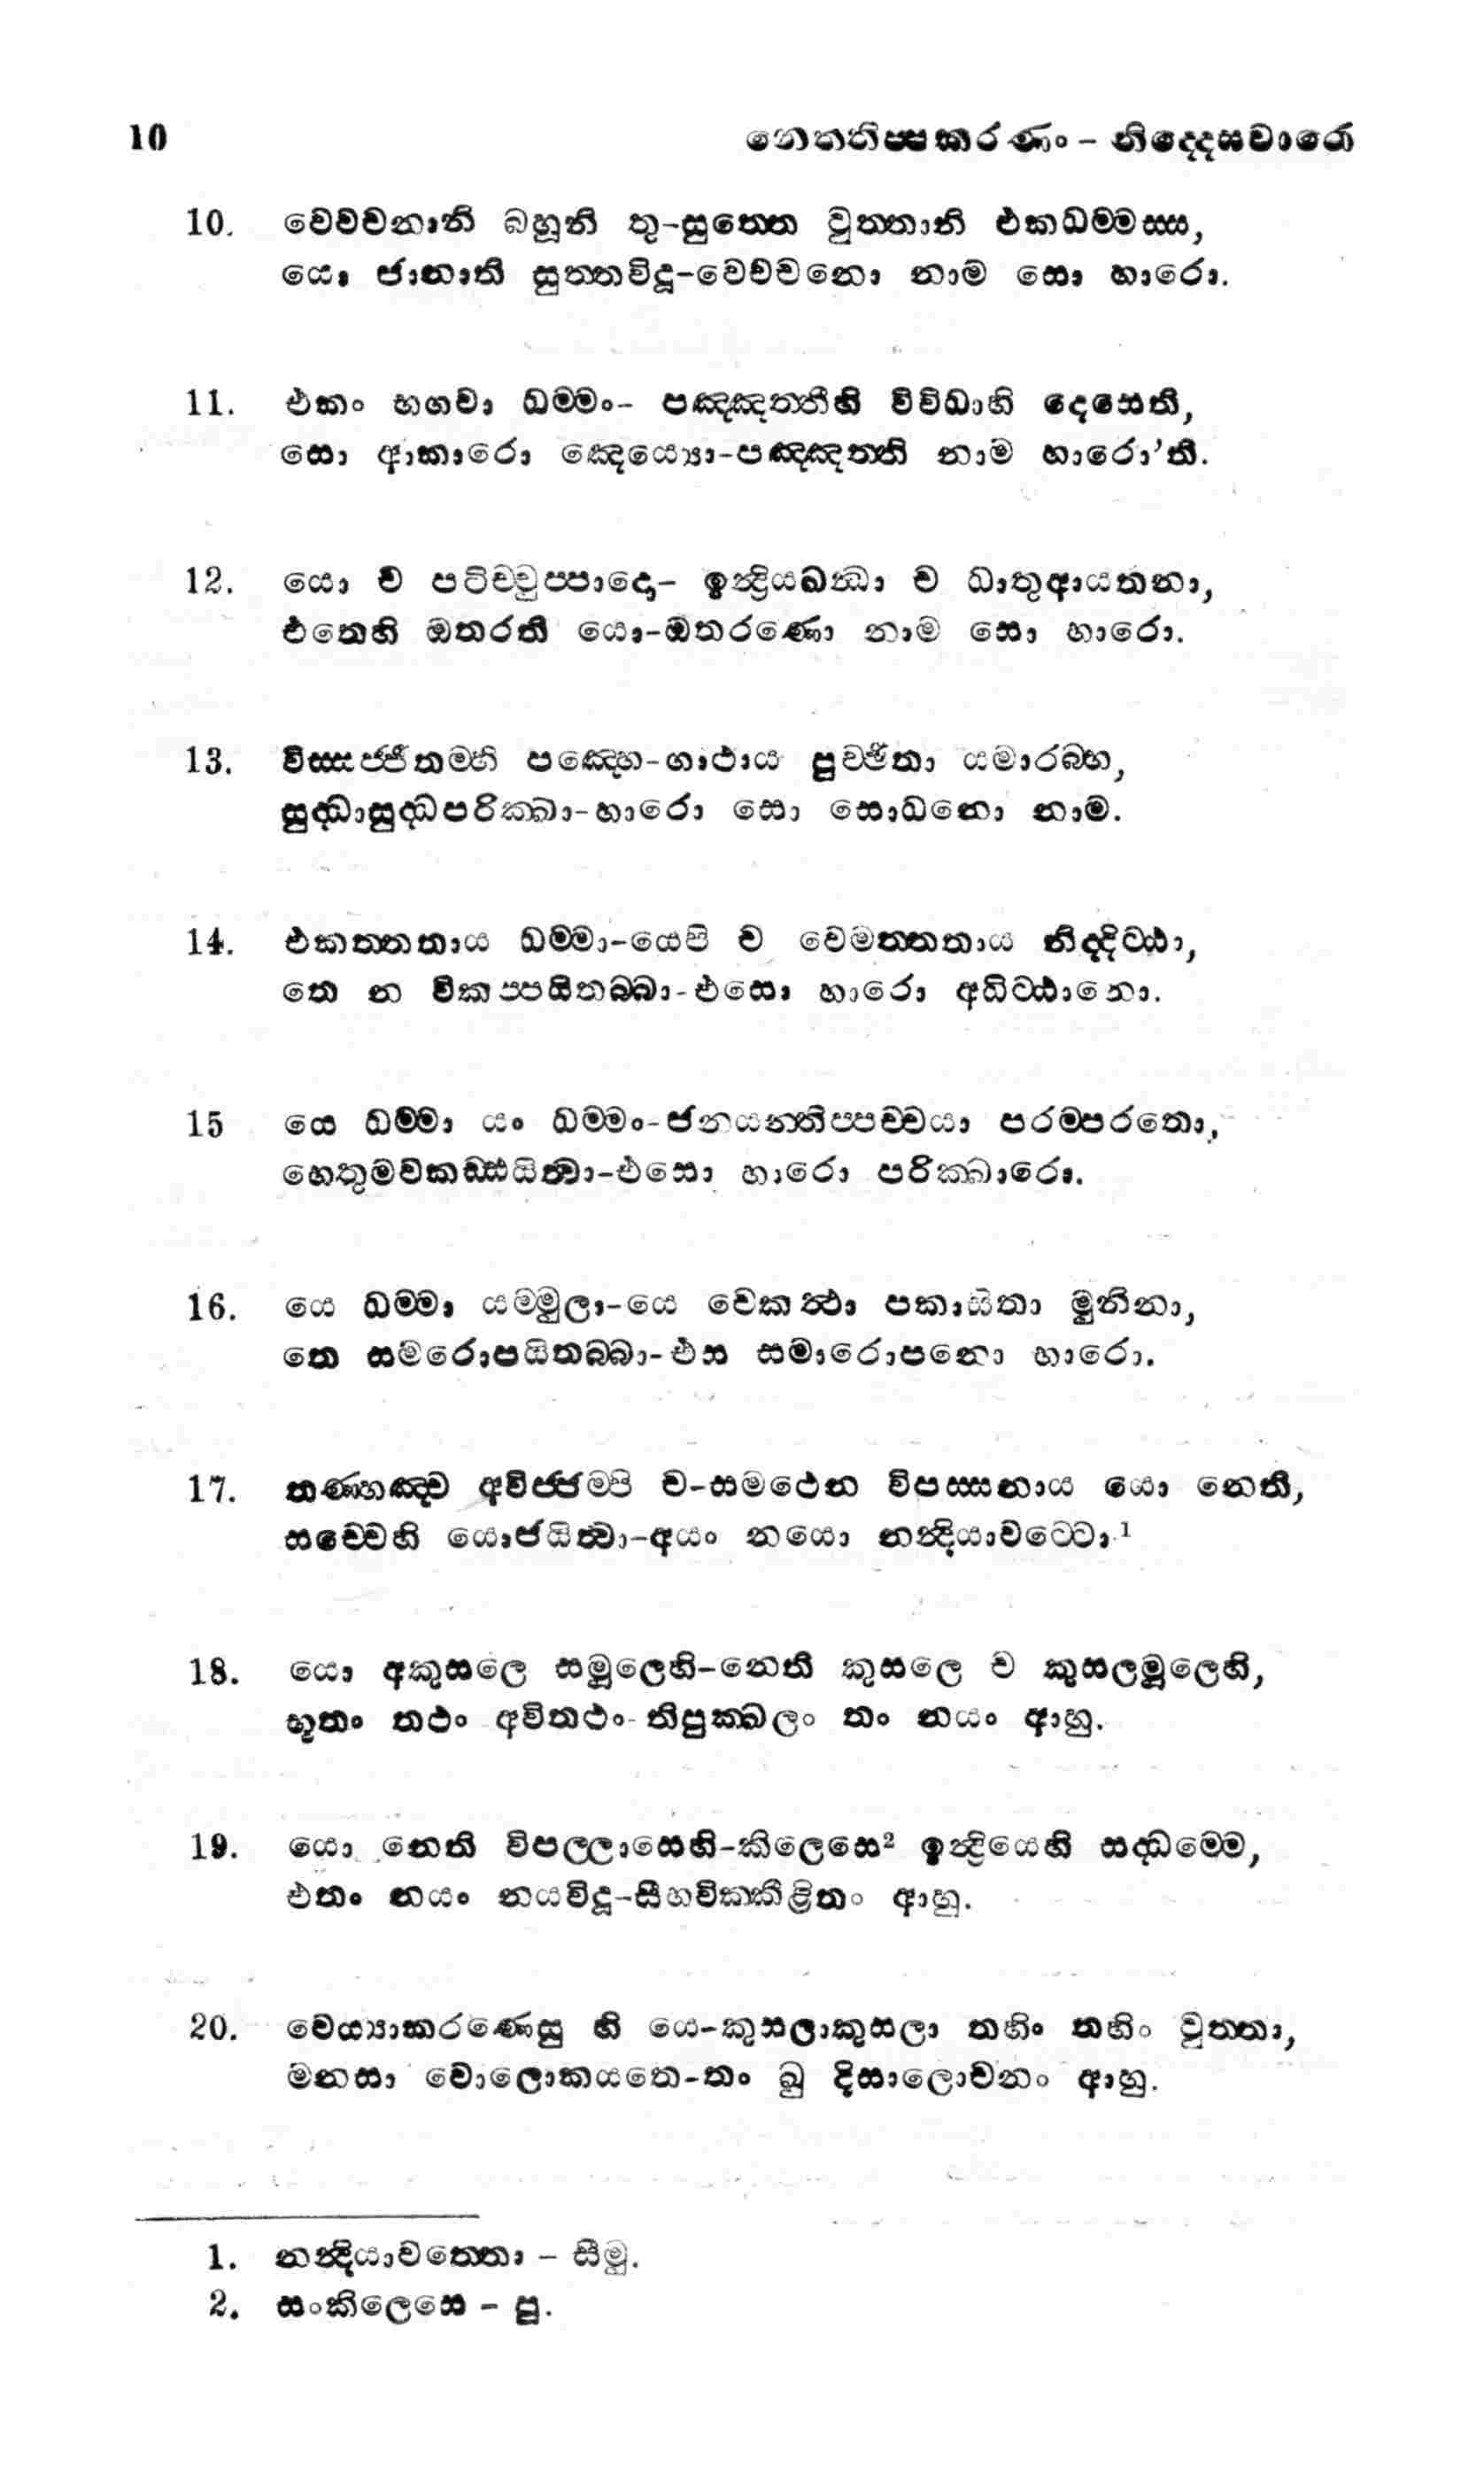 10 නෙත්තිප්පකරණං – නිද්දෙසවාරො
10. වෙවචනානි බහූනි තු-සුත්තෙ වුත්තානි එකධම්මස්ස,
යො ජානාති සුත්තවිදූ-වෙච්චනො නාම සො හාරො.
11. එකං භගවා ධම්මං- පඤ්ඤත්තීහි විවිධාහි දෙසෙති,
සො ආකාරො ඤෙය්‍යො-පඤ්ඤත්ති නාම හාරො’ති.
12. යො ච පටිච්චුප්පාදො- ඉන්ද්‍රියඛන්ධා ච ධාතුආයතනා,
එතෙහි ඔතරති යො-ඔතරණො නාම සො හාරො.
13. විස්සජ්ජිතම්හි පඤ්හෙ-ගාථාය පුච්ඡිතා යමාරබ්භ,
සුද්ධාසුද්ධපරික්ඛා-හාරො සො සොධනො නාම.
14. එකත්තතාය ධම්මා-යෙපි ච වෙමත්තතාය නිද්දිට්ඨා,
තෙ න විකප්පයිතබ්බා-එසො හාරො අධිට්ඨානො.
15 යෙ ධම්මා යං ධම්මං-ජනයන්තිප්පච්චයා පරම්පරතො,
හෙතුමවකඩ්ඪයිත්වා-එසො හාරො පරික්ඛාරො.
16. යෙ ධම්මා යම්මුලා-යෙ චෙකත්ථා පකාසිතා මුනිනා,
තෙ සමරොපයිතබ්බා-එස සමාරොපනො හාරො.
17. තණ්හඤ්ච අවිජ්ජම්පි ච-සමථෙන විපස්සනාය යො නෙති,
සච්චෙහි යොජයිත්වා-අයං නයො නන්දියාවට්ටො.1
18. යො අකුසලෙ සමූලෙහි-නෙති කුසලෙ ච කුසලමූලෙහි,
භූතං තථං අවිතථං-තිපුක්ඛලං තං නයං ආහු.
19. යො නෙති විපල්ලාසෙහි-කිලෙසෙ2 ඉන්ද්‍රියෙහි සද්ධම්මෙ,
එතං නයං නයවිදූ-සීහවික්කීළිතං ආහු.
20. වෙය්‍යාකරණෙසු හි යෙ-කුසලාකුසලා තහිං තහිං වුත්තා,
මනසා වොලොකයතෙ-තං ඛු දිසාලොචනං ආහු.
1. නන්දියාවත්තො – සීමු.
2. සංකිලෙසෙ – පු.